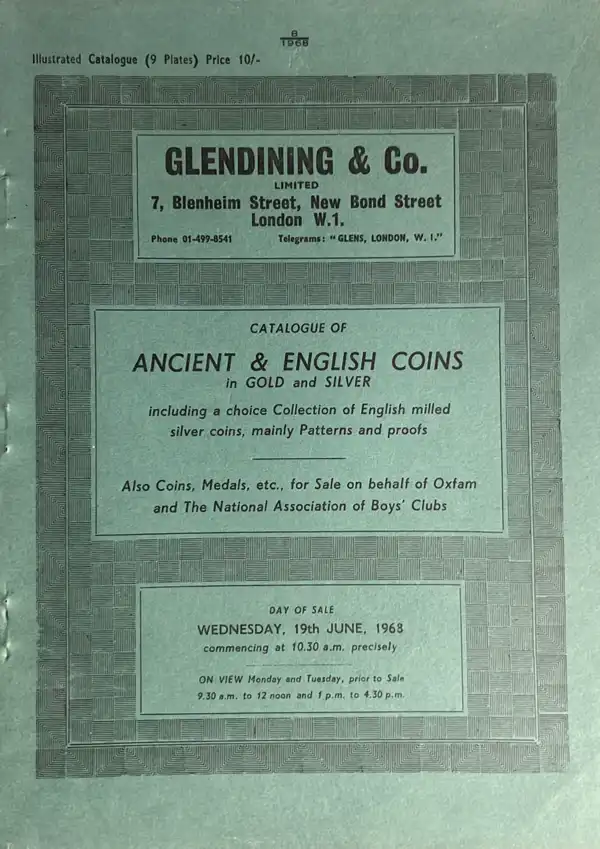 8
1968
Illustrated Catalogue (9 Plates) Price 10/-
GLENDINING & Co.
LIMITED
7, Blenheim Street, New Bond Street
London W.1.
Phone 01-499-8541 Telegrams: "GLENS, LONDON, W. 1."
CATALOGUE OF
ANCIENT & ENGLISH COINS
in GOLD and SILVER
including a choice Collection of English milled
silver coins, mainly Patterns and proofs
Also Coins, Medals, etc., for Sale on behalf of Oxfam
and The National Association of Boys' Clubs
DAY OF SALE
WEDNESDAY, 19th JUNE, 1968
commencing at 10.30 a.m. precisely
ON VIEW Monday and Tuesday, prior to Sale
9.30 a.m. to 12 noon and 1 p.m. to 4.30 p.m.